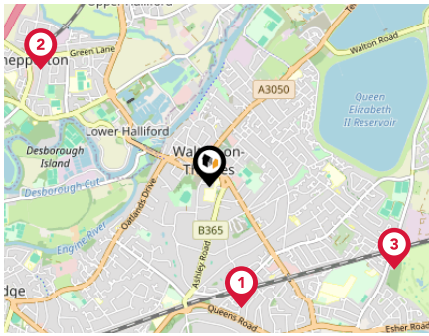 Upper Halliford
2
Green Lane
Shepperton
Walton Road
A3050
Queen
Elizabeth
II Reservoir
Lower Halliford
Walton-on-
Thames
Desborough
Island
Desborough Cut
Oatlands Drive
Engine River
B365
Ashley Road
3
1
Queens Road
Esher Road
dge